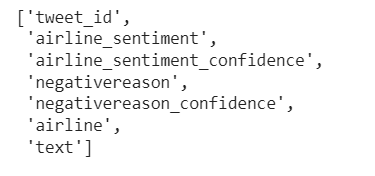 ['tweet_id',
'airline_sentiment',
'airline_sentiment_confidence',
'negativereason',
'negativereason_confidence',
'airline',
'text']